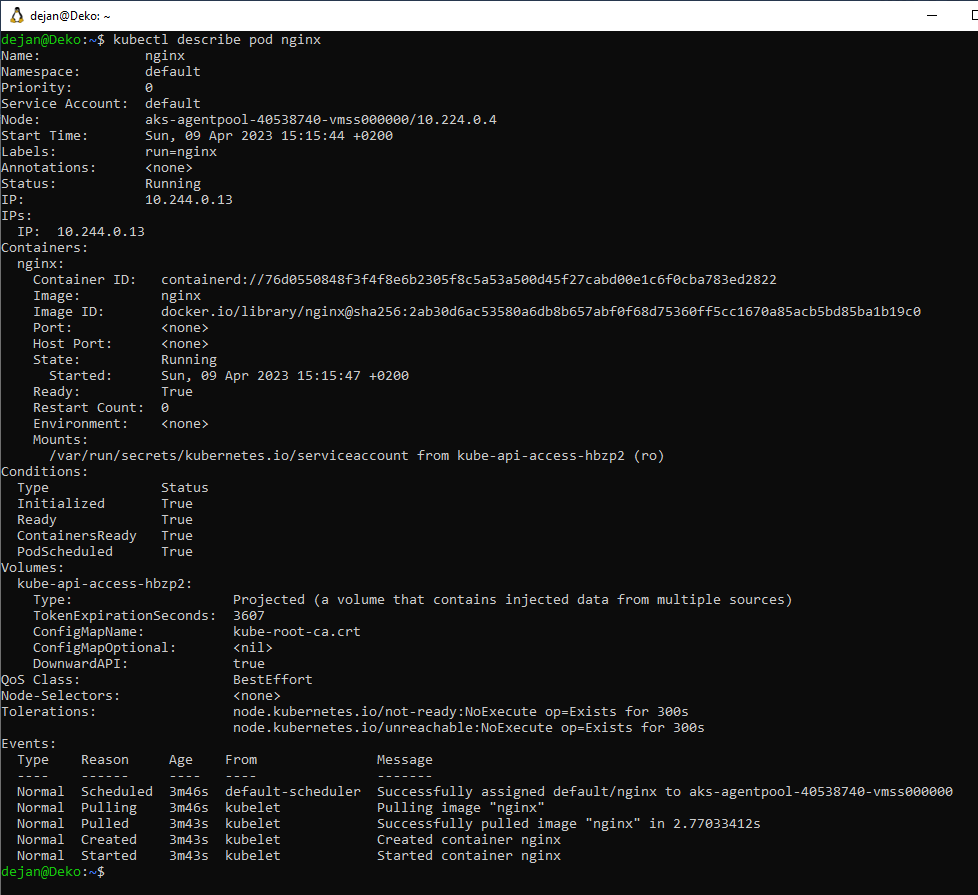 dejan@Deko: ~
dejan@Deko:~$ kubectl describe pod nginx
Name:             nginx
Namespace:        default
Priority:         0
Service Account:  default
Node:             aks-agentpool-40538740-vmss000000/10.224.0.4
Start Time:       Sun, 09 Apr 2023 15:15:44 +0200
Labels:           run=nginx
Annotations:      <none>
Status:           Running
IP:               10.244.0.13
IPs:
  IP:  10.244.0.13
Containers:
  nginx:
    Container ID:   containerd://76d0550848f3f4f8e6b2305f8c5a53a500d45f27cabd00e1c6f0cba783ed2822
    Image:          nginx
    Image ID:       docker.io/library/nginx@sha256:2ab30d6ac53580a6db8b657abf0f68d75360ff5cc1670a85acb5bd85ba1b19c0
    Port:           <none>
    Host Port:      <none>
    State:          Running
      Started:      Sun, 09 Apr 2023 15:15:47 +0200
    Ready:          True
    Restart Count:  0
    Environment:    <none>
    Mounts:
      /var/run/secrets/kubernetes.io/serviceaccount from kube-api-access-hbzp2 (ro)
Conditions:
  Type              Status
  Initialized       True
  Ready             True
  ContainersReady   True
  PodScheduled      True
Volumes:
  kube-api-access-hbzp2:
    Type:                    Projected (a volume that contains injected data from multiple sources)
    TokenExpirationSeconds:  3607
    ConfigMapName:           kube-root-ca.crt
    ConfigMapOptional:       <nil>
    DownwardAPI:             true
QoS Class:                   BestEffort
Node-Selectors:              <none>
Tolerations:                 node.kubernetes.io/not-ready:NoExecute op=Exists for 300s
                             node.kubernetes.io/unreachable:NoExecute op=Exists for 300s
Events:
  Type    Reason     Age    From               Message
  ----    ------     ----   ----               -------
  Normal  Scheduled  3m46s  default-scheduler  Successfully assigned default/nginx to aks-agentpool-40538740-vmss000000
  Normal  Pulling    3m46s  kubelet            Pulling image "nginx"
  Normal  Pulled     3m43s  kubelet            Successfully pulled image "nginx" in 2.77033412s
  Normal  Created    3m43s  kubelet            Created container nginx
  Normal  Started    3m43s  kubelet            Started container nginx
dejan@Deko:~$